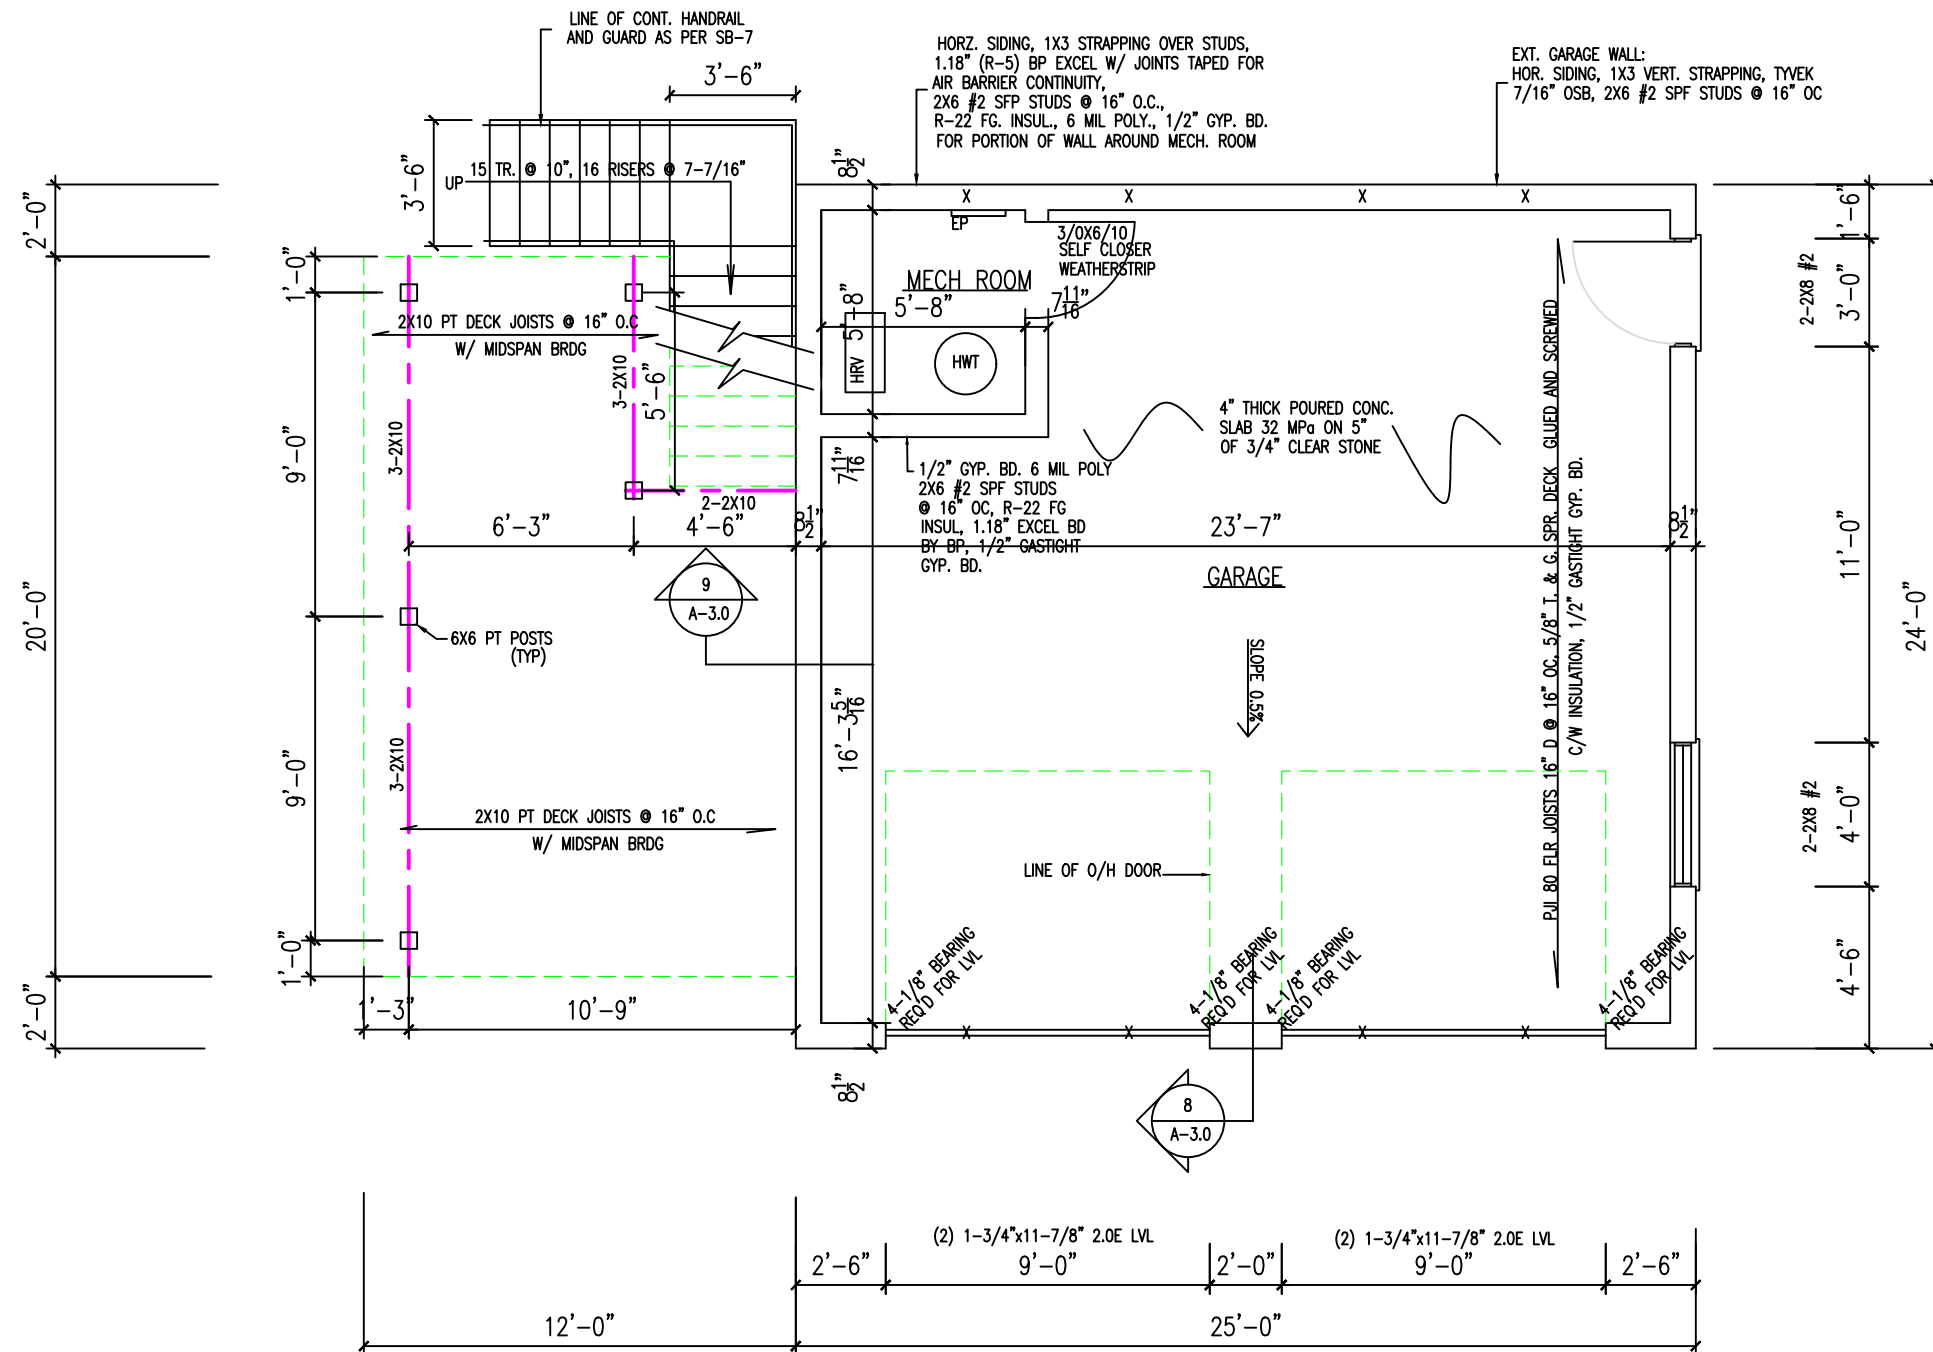 LINE OF CONT. HANDRAIL
AND GUARD AS PER SB-7
3'-6"
HORZ. SIDING, 1X3 STRAPPING OVER STUDS,
1.18" (R-5) BP EXCEL W/ JOINTS TAPED FOR
AIR BARRIER CONTINUITY,
2X6 #2 SFP STUDS @ 16" O.C.,
R-22 FG. INSUL., 6 MIL POLY., 1/2" GYP. BD.
FOR PORTION OF WALL AROUND MECH. ROOM
EXT. GARAGE WALL:
HOR. SIDING, 1X3 VERT. STRAPPING, TYVEK
7/16" OSB, 2X6 #2 SPF STUDS @ 16" OC
3'-6"
UP
15 TR. @ 10", 16 RISERS @ 7-7/16"
8 1/2"
2'-0"
1'-0"
X
X
X
X
EP
3/0X6/10
SELF CLOSER
WEATHERSTRIP
MECH ROOM
5'-8"
5'-8"
7 11/16"
HRV
HWT
1'-6"
2-2X8 #2
3'-0"
2X10 PT DECK JOISTS @ 16" O.C
W/ MIDSPAN BRDG
3-2X10
3-2X10
5'-6"
9'-0"
4" THICK POURED CONC.
SLAB 32 MPa ON 5"
OF 3/4" CLEAR STONE
7 11/16"
1/2" GYP. BD. 6 MIL POLY
2X6 #2 SPF STUDS
@ 16" OC, R-22 FG
INSUL, 1.18" EXCEL BD
BY BP, 1/2" GASTIGHT
GYP. BD.
2-2X10
6'-3"
4'-6"
8 1/2"
23'-7"
8 1/2"
11'-0"
24'-0"
GARAGE
9
A-3.0
20'-0"
6X6 PT POSTS
(TYP)
SLOPE 0.5%
16'-3 5/16"
PJI 80 FLR JOISTS 16" D @ 16" OC, 5/8" T. & G. SPR. DECK GLUED AND SCREWED
C/W INSULATION, 1/2" GASTIGHT GYP. BD.
9'-0"
3-2X10
2X10 PT DECK JOISTS @ 16" O.C
W/ MIDSPAN BRDG
2-2X8 #2
4'-0"
LINE OF O/H DOOR
4-1/8" BEARING
REQ'D FOR LVL
4-1/8" BEARING
REQ'D FOR LVL
4-1/8" BEARING
REQ'D FOR LVL
4-1/8" BEARING
REQ'D FOR LVL
4'-6"
1'-0"
2'-0"
1'-3"
10'-9"
X
X
X
X
8 1/2"
8
A-3.0
(2) 1-3/4"x11-7/8" 2.0E LVL
(2) 1-3/4"x11-7/8" 2.0E LVL
2'-6"
9'-0"
2'-0"
9'-0"
2'-6"
12'-0"
25'-0"